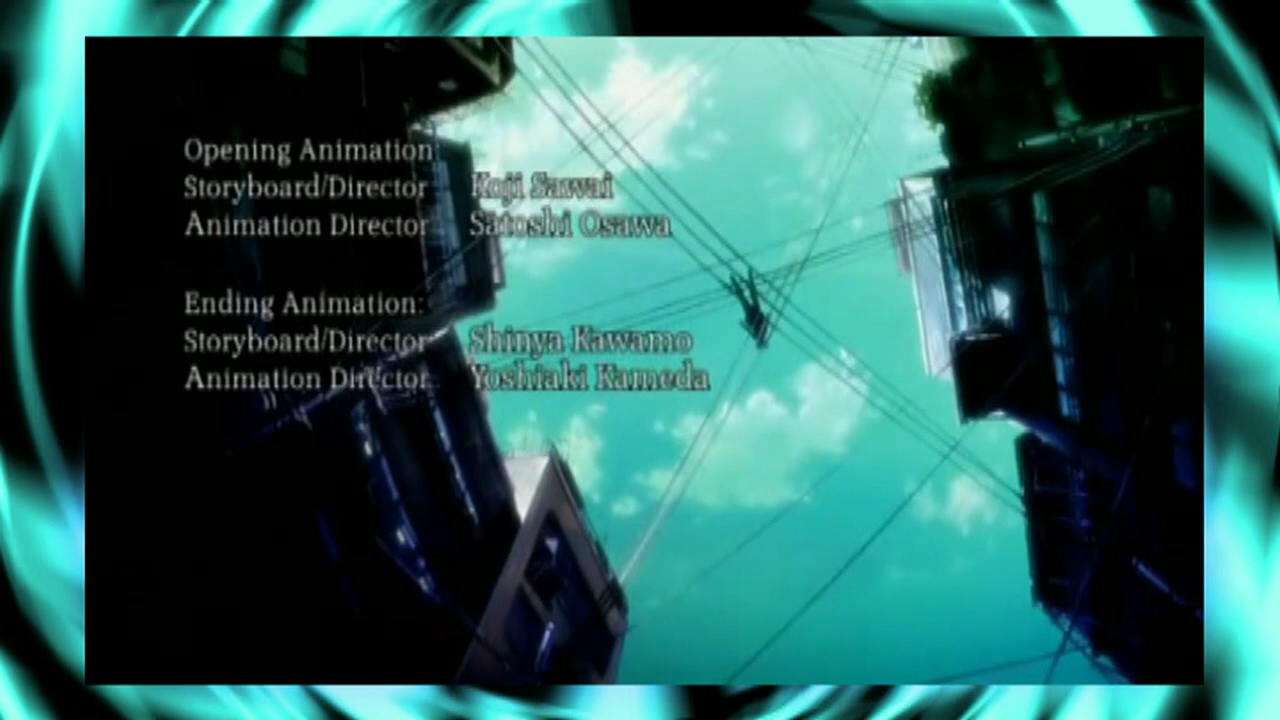 Opening Animation:
Storyboard/Director Koji Sawai
Animation Director Satoshi Osawa
Ending Animation:
Storyboard/Director Shinya Kawamo
Animation Director Yoshiaki Kameda